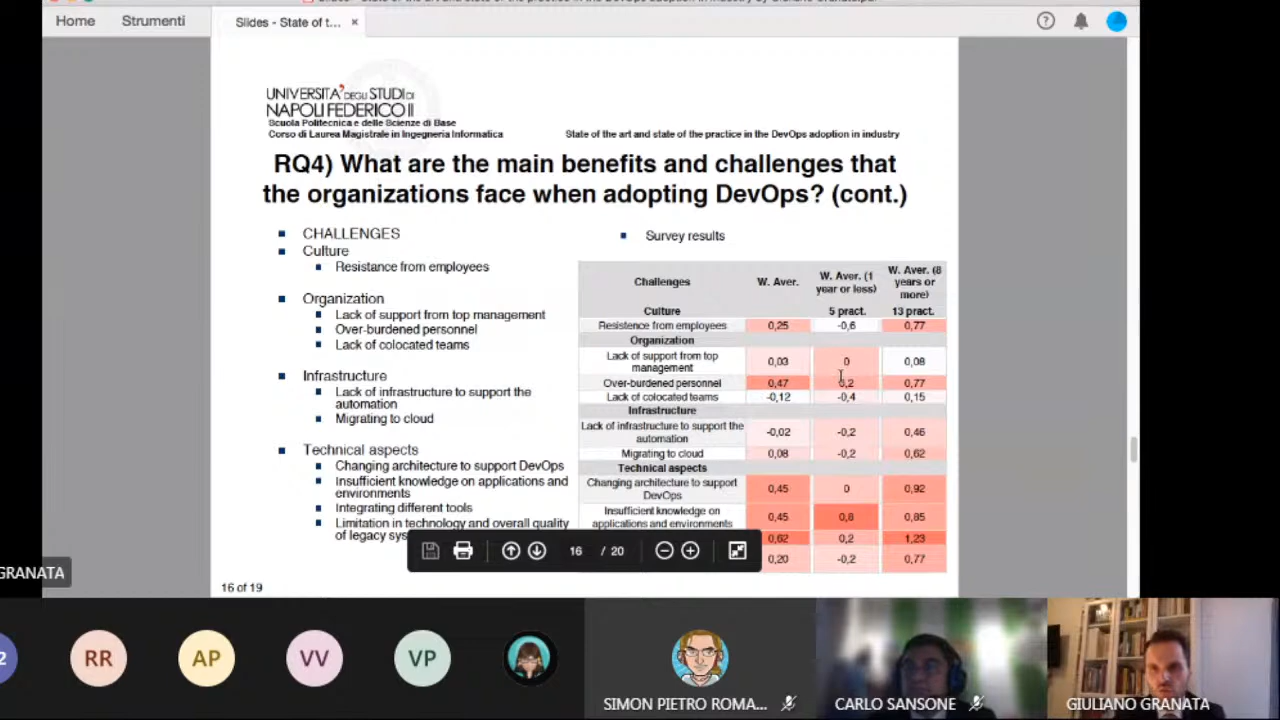 Home Strumenti Slides - State of t... ×
UNIVERSITA' DEGLI STUDI DI
NAPOLI FEDERICO II
Scuola Politecnica e delle Scienze di Base
Corso di Laurea Magistrale in Ingegneria Informatica
State of the art and state of the practice in the DevOps adoption in industry
RQ4) What are the main benefits and challenges that
the organizations face when adopting DevOps? (cont.)
CHALLENGES
Culture
Resistance from employees
Organization
Lack of support from top management
Over-burdened personnel
Lack of colocated teams
Infrastructure
Lack of infrastructure to support the
automation
Migrating to cloud
Technical aspects
Changing architecture to support DevOps
Insufficient knowledge on applications and
environments
Integrating different tools
Limitation in technology and overall quality
of legacy sys
Survey results
Challenges W. Aver. W. Aver. (1 year or less) W. Aver. (8 years or more)
Culture 5 pract. 13 pract.
Resistence from employees 0,25 -0,6 0,77
Organization
Lack of support from top management 0,03 0 0,08
Over-burdened personnel 0,47 0,2 0,77
Lack of colocated teams -0,12 -0,4 0,15
Infrastructure
Lack of infrastructure to support the automation -0,02 -0,2 0,46
Migrating to cloud 0,08 -0,2 0,62
Technical aspects
Changing architecture to support DevOps 0,45 0 0,92
Insufficient knowledge on applications and environments 0,45 0,8 0,85
0,62 0,2 1,23
0,20 -0,2 0,77
16 / 20
16 of 19
GRANATA
2 RR AP VV VP
SIMON PIETRO ROMA...
CARLO SANSONE
GIULIANO GRANATA